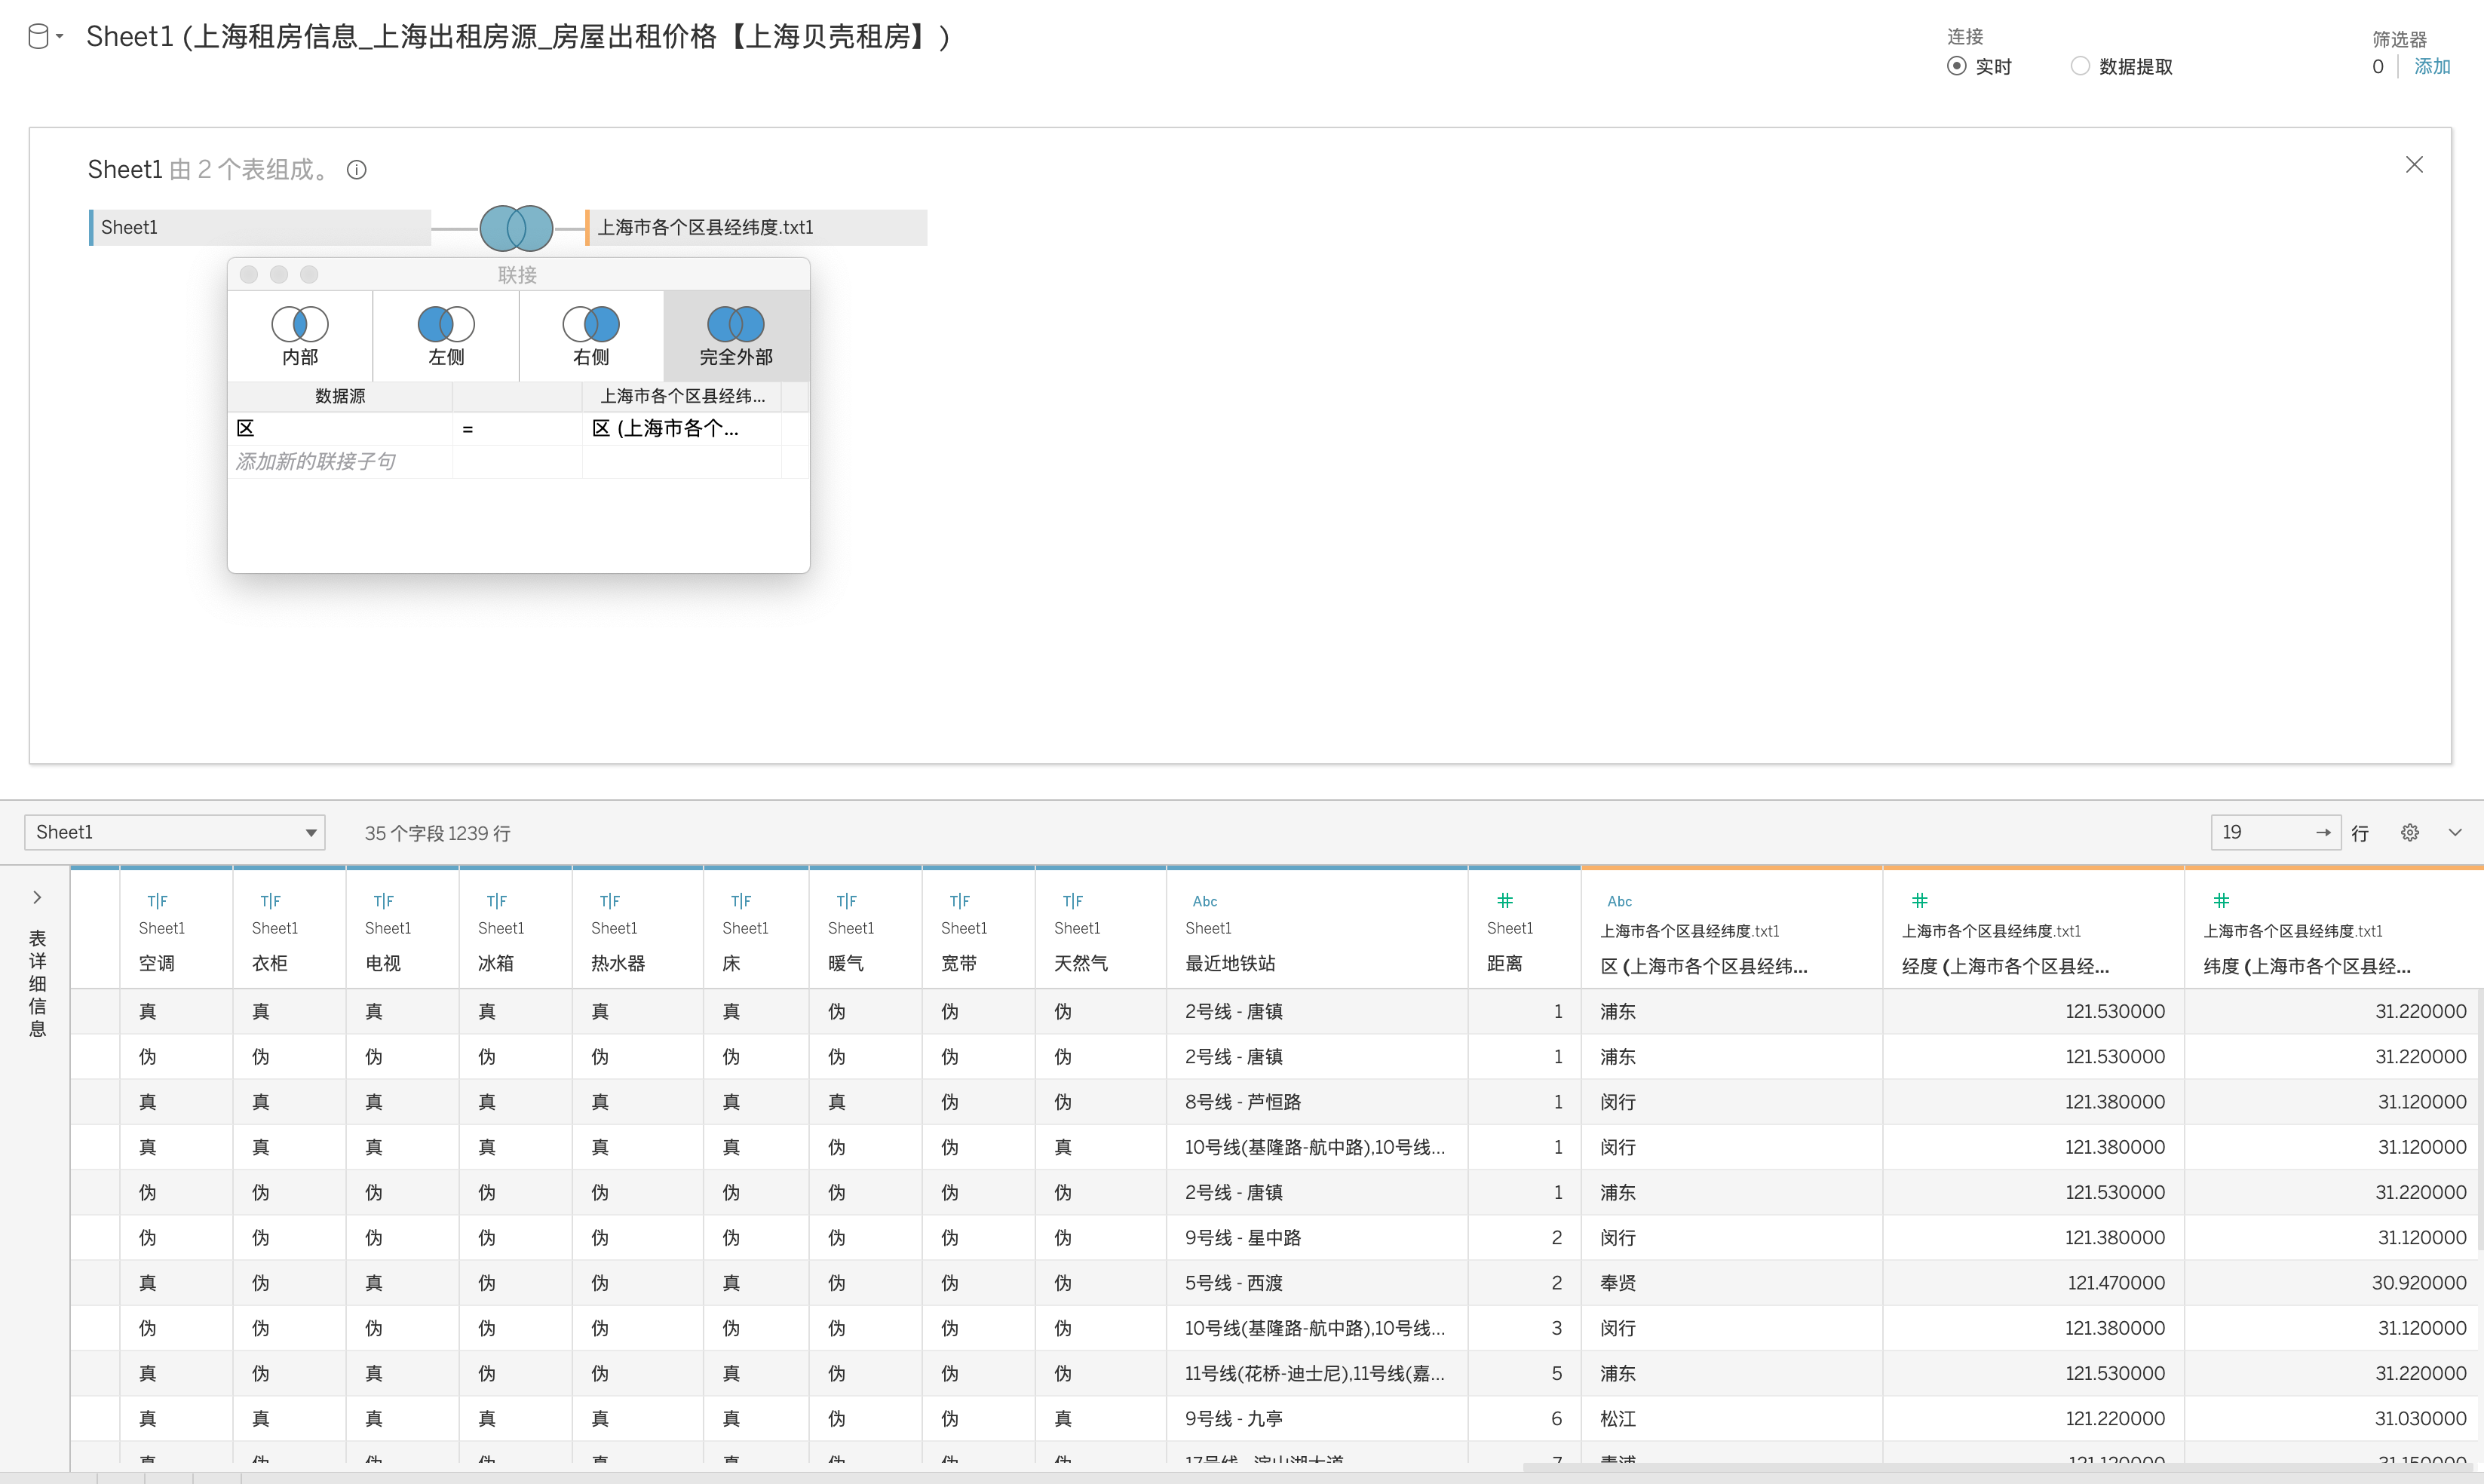 Sheet1 (上海租房信息_上海出租房源_房屋出租价格【上海贝壳租房】)
连接
实时
数据提取
筛选器
0
添加
Sheet1 由 2 个表组成。
Sheet1
上海市各个区县经纬度.txt1
联接
内部
左侧
右侧
完全外部
数据源
上海市各个区县经纬...
区 = 区 (上海市各个...
添加新的联接子句
Sheet1
35 个字段 1239 行
19 → 行
表详细信息
T|F T|F T|F T|F T|F T|F T|F T|F T|F Abc # Abc # #
Sheet1 Sheet1 Sheet1 Sheet1 Sheet1 Sheet1 Sheet1 Sheet1 Sheet1 Sheet1 Sheet1 上海市各个区县经纬度.txt1 上海市各个区县经纬度.txt1 上海市各个区县经纬度.txt1
空调 衣柜 电视 冰箱 热水器 床 暖气 宽带 天然气 最近地铁站 距离 区 (上海市各个区县经纬... 经度 (上海市各个区县经... 纬度 (上海市各个区县经...
真 真 真 真 真 真 伪 伪 伪 2号线 - 唐镇 1 浦东 121.530000 31.220000
伪 伪 伪 伪 伪 伪 伪 伪 伪 2号线 - 唐镇 1 浦东 121.530000 31.220000
真 真 真 真 真 真 真 伪 伪 8号线 - 芦恒路 1 闵行 121.380000 31.120000
真 真 真 真 真 真 伪 伪 真 10号线(基隆路-航中路),10号线... 1 闵行 121.380000 31.120000
伪 伪 伪 伪 伪 伪 伪 伪 伪 2号线 - 唐镇 1 浦东 121.530000 31.220000
伪 伪 伪 伪 伪 伪 伪 伪 伪 9号线 - 星中路 2 闵行 121.380000 31.120000
真 伪 真 伪 伪 真 伪 伪 伪 5号线 - 西渡 2 奉贤 121.470000 30.920000
伪 伪 伪 伪 伪 伪 伪 伪 伪 10号线(基隆路-航中路),10号线... 3 闵行 121.380000 31.120000
真 伪 真 伪 伪 真 伪 伪 伪 11号线(花桥-迪士尼),11号线(嘉... 5 浦东 121.530000 31.220000
真 真 真 真 真 真 伪 伪 真 9号线 - 九亭 6 松江 121.220000 31.030000